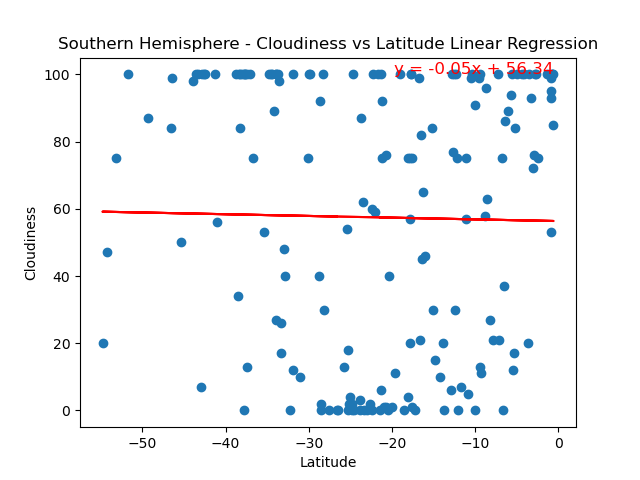 Southern Hemisphere - Cloudiness vs Latitude Linear Regression
y = -0.05x + 56.34
100
80
60
40
20
0
Cloudiness
−50 −40 −30 −20 −10 0
Latitude